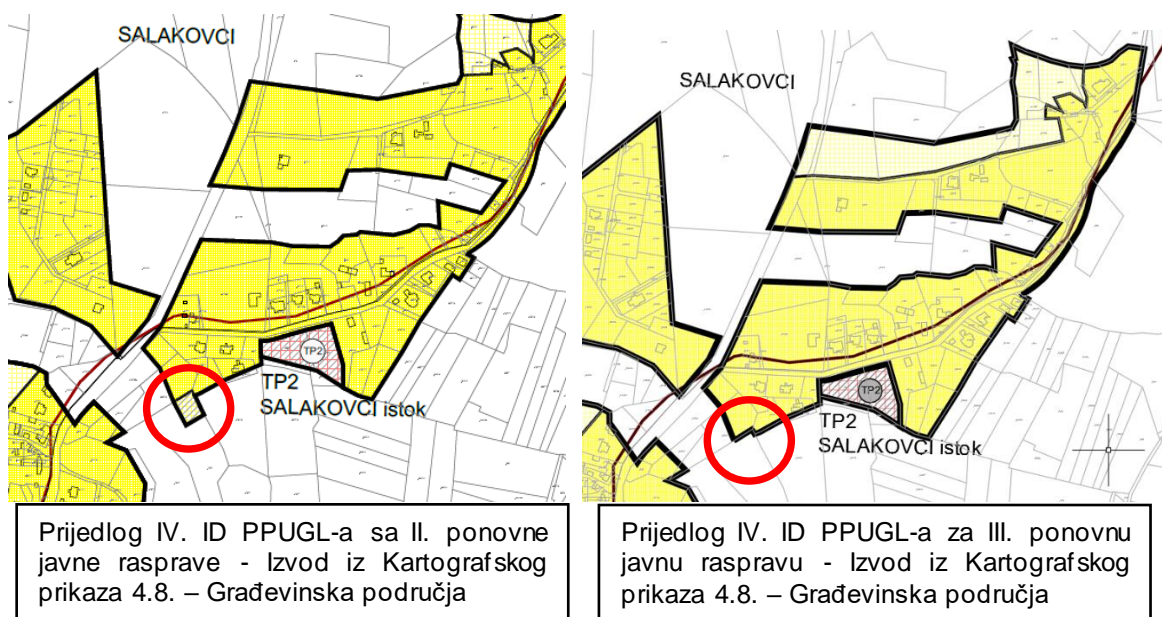 SALAKOVCI
TP2
TP2
SALAKOVCI istok
Prijedlog IV. ID PPUGL-a sa II. ponovne
javne rasprave - Izvod iz Kartografskog
prikaza 4.8. – Građevinska područja
SALAKOVCI
TP2
TP2
SALAKOVCI istok
Prijedlog IV. ID PPUGL-a za III. ponovnu
javnu raspravu - Izvod iz Kartografskog
prikaza 4.8. – Građevinska područja